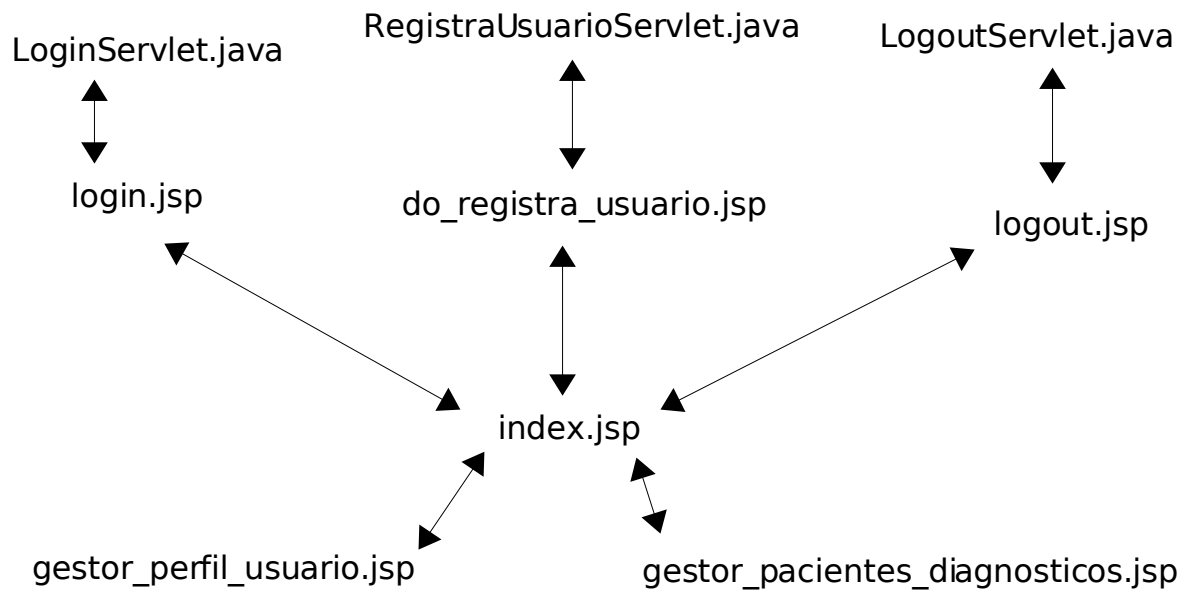 LoginServlet.java
RegistraUsuarioServlet.java
LogoutServlet.java
login.jsp
do_registra_usuario.jsp
logout.jsp
index.jsp
gestor_perfil_usuario.jsp
gestor_pacientes_diagnosticos.jsp